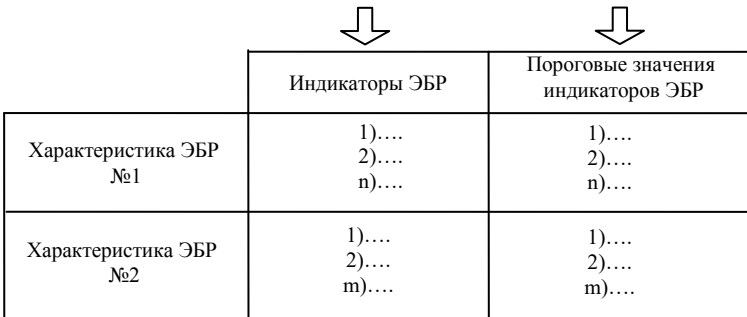 Индикаторы ЭБР
Пороговые значения
индикаторов ЭБР
Характеристика ЭБР
№1
1)….
2)….
n)….
1)….
2)….
n)….
Характеристика ЭБР
№2
1)….
2)….
m)….
1)….
2)….
m)….